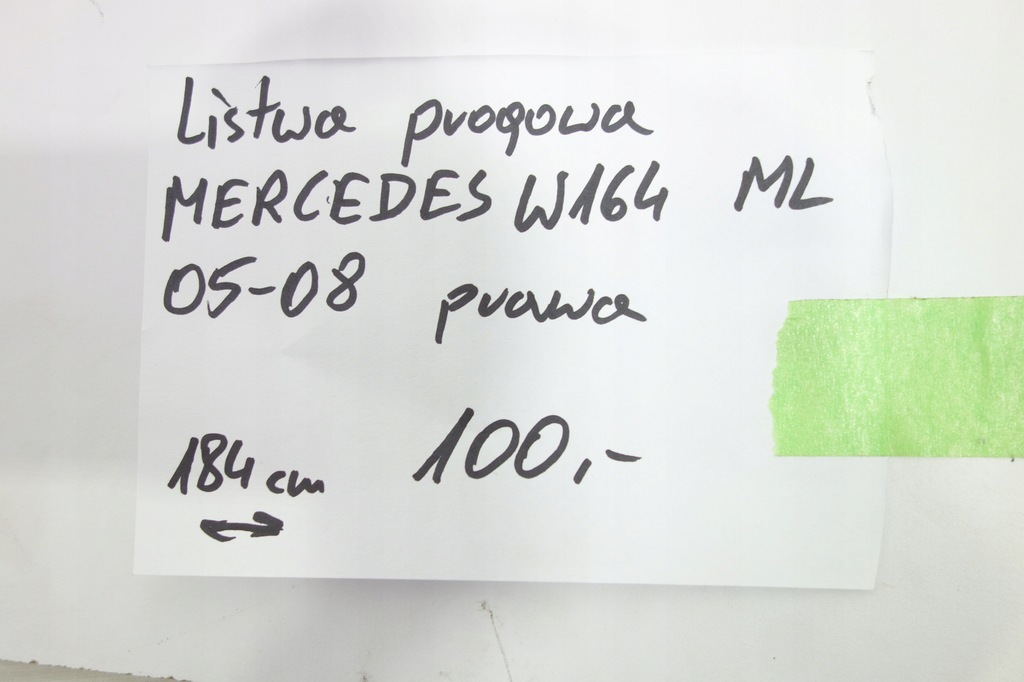 Listwa progowa
MERCEDES W164 ML
05-08 prawa
184 cm 100,-